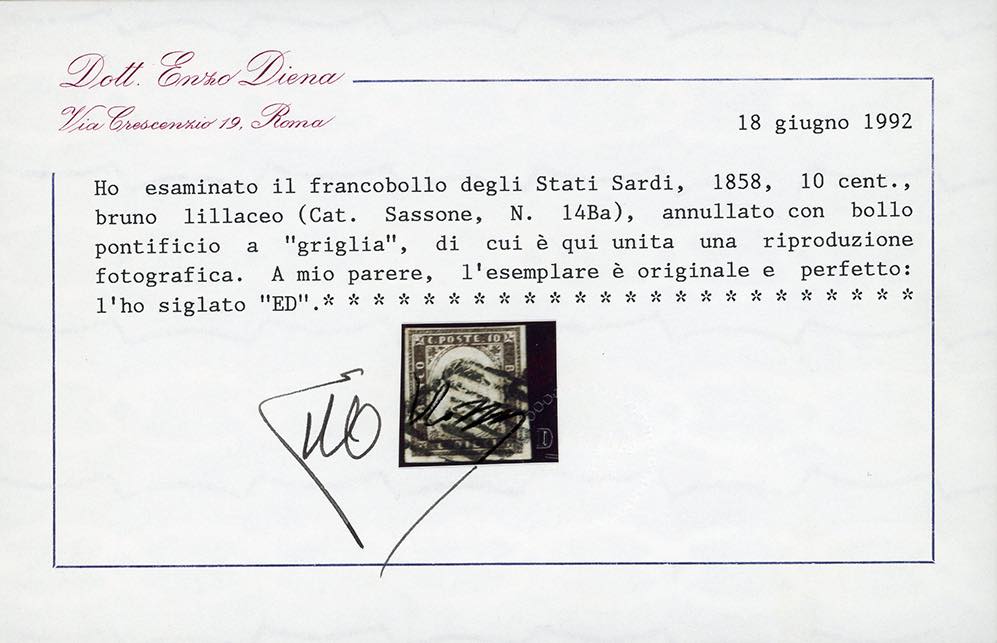 Dott. Enzo Diena
Via Crescenzio 19, Roma
18 giugno 1992
Ho esaminato il francobollo degli Stati Sardi, 1858, 10 cent.,
bruno lillaceo (Cat. Sassone, N. 14Ba), annullato con bollo
pontificio a "griglia", di cui è qui unita una riproduzione
fotografica. A mio parere, l'esemplare è originale e perfetto:
l'ho siglato "ED".* * * * * * * * * * * * * * * * * * * * * * * *
C. POSTE. 10